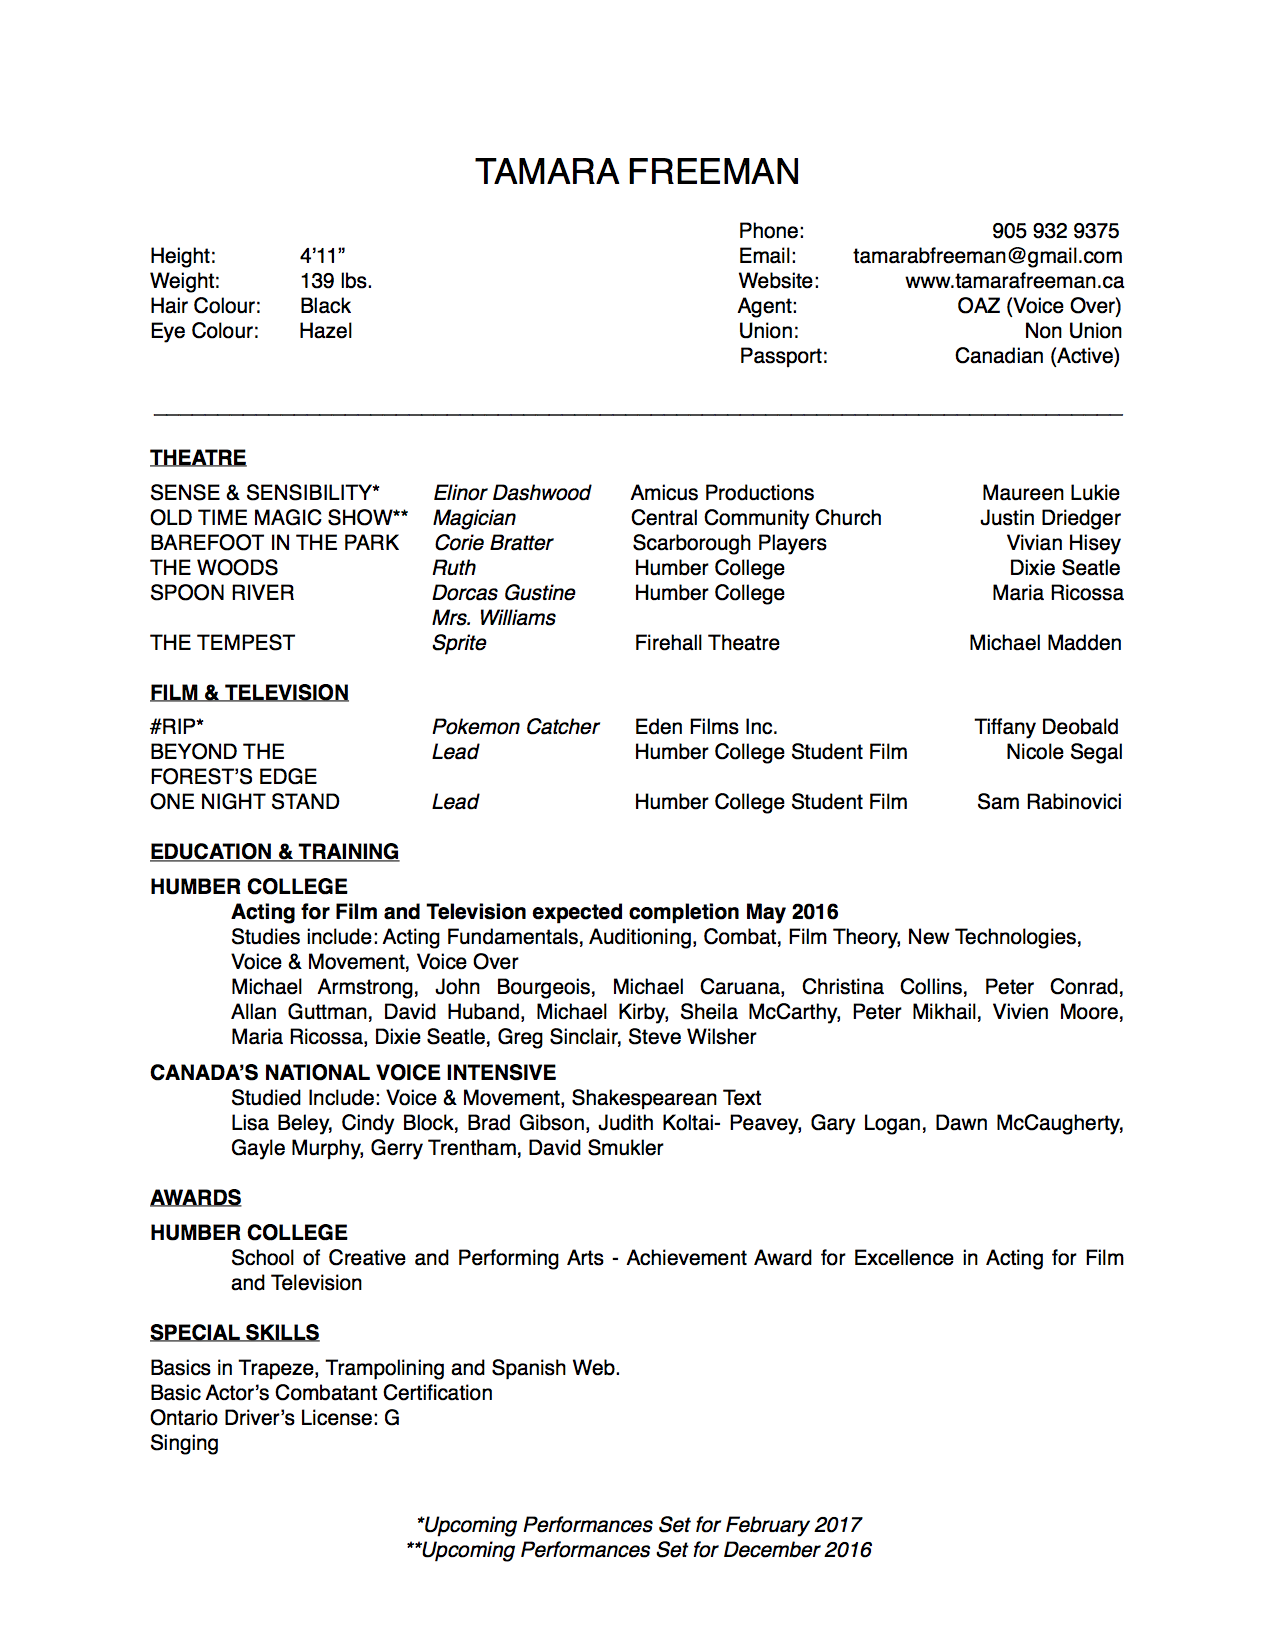 TAMARA FREEMAN
Phone: 905 932 9375
Height: 4’11” Email: tamarabfreeman@gmail.com
Weight: 139 lbs. Website: www.tamarafreeman.ca
Hair Colour: Black Agent: OAZ (Voice Over)
Eye Colour: Hazel Union: Non Union
Passport: Canadian (Active)
THEATRE
SENSE & SENSIBILITY* Elinor Dashwood Amicus Productions Maureen Lukie
OLD TIME MAGIC SHOW** Magician Central Community Church Justin Driedger
BAREFOOT IN THE PARK Corie Bratter Scarborough Players Vivian Hisey
THE WOODS Ruth Humber College Dixie Seatle
SPOON RIVER Dorcas Gustine Humber College Maria Ricossa
Mrs. Williams
THE TEMPEST Sprite Firehall Theatre Michael Madden
FILM & TELEVISION
#RIP* Pokemon Catcher Eden Films Inc. Tiffany Deobald
BEYOND THE Lead Humber College Student Film Nicole Segal
FOREST’S EDGE
ONE NIGHT STAND Lead Humber College Student Film Sam Rabinovici
EDUCATION & TRAINING
HUMBER COLLEGE
Acting for Film and Television expected completion May 2016
Studies include: Acting Fundamentals, Auditioning, Combat, Film Theory, New Technologies,
Voice & Movement, Voice Over
Michael Armstrong, John Bourgeois, Michael Caruana, Christina Collins, Peter Conrad,
Allan Guttman, David Huband, Michael Kirby, Sheila McCarthy, Peter Mikhail, Vivien Moore,
Maria Ricossa, Dixie Seatle, Greg Sinclair, Steve Wilsher
CANADA’S NATIONAL VOICE INTENSIVE
Studied Include: Voice & Movement, Shakespearean Text
Lisa Beley, Cindy Block, Brad Gibson, Judith Koltai- Peavey, Gary Logan, Dawn McCaugherty,
Gayle Murphy, Gerry Trentham, David Smukler
AWARDS
HUMBER COLLEGE
School of Creative and Performing Arts - Achievement Award for Excellence in Acting for Film
and Television
SPECIAL SKILLS
Basics in Trapeze, Trampolining and Spanish Web.
Basic Actor’s Combatant Certification
Ontario Driver’s License: G
Singing
*Upcoming Performances Set for February 2017
**Upcoming Performances Set for December 2016